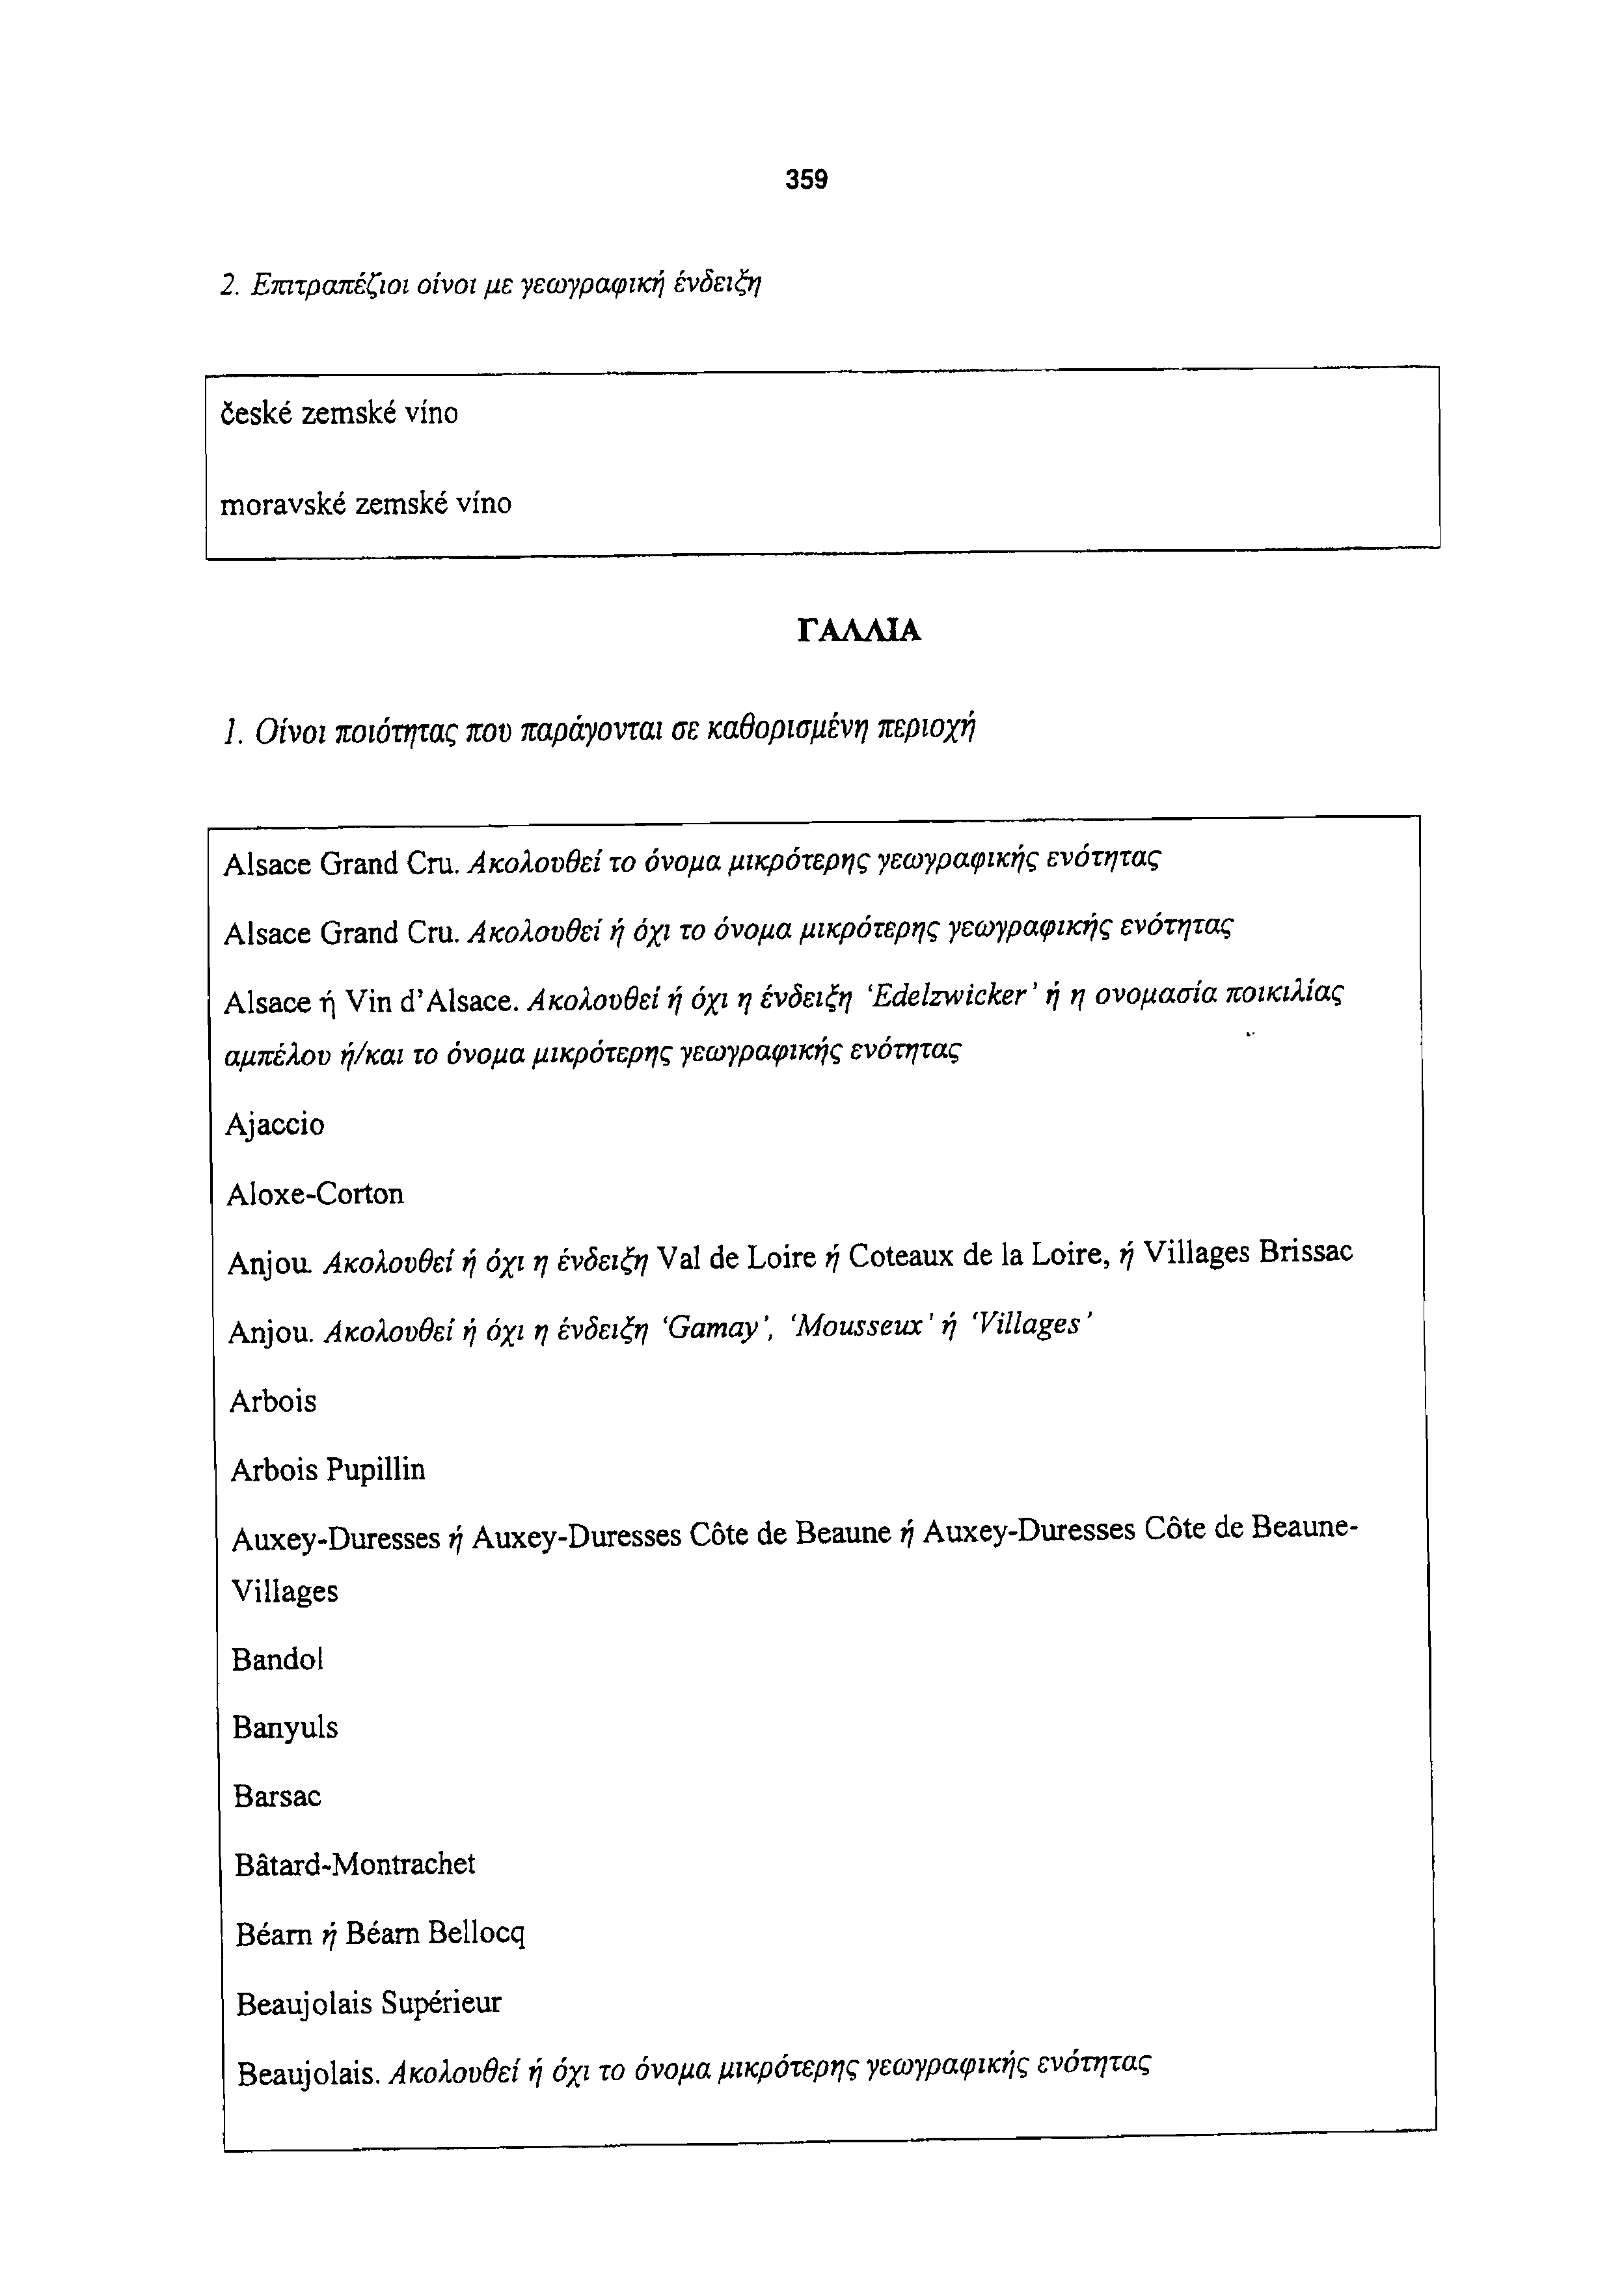 359
2. Επιτραπέζιοι οίνοι με γεωγραφική ένδειξη
české zemské víno
moravské zemské víno
ΓΑΛΛΙΑ
1. Οίνοι ποιότητας που παράγονται σε καθορισμένη περιοχή
Alsace Grand Cru. Ακολουθεί το όνομα μικρότερης γεωγραφικής ενότητας
Alsace Grand Cru. Ακολουθεί ή όχι το όνομα μικρότερης γεωγραφικής ενότητας
Alsace ή Vin d’Alsace. Ακολουθεί ή όχι η ένδειξη ‘Edelzwicker’ ή η ονομασία ποικιλίας
αμπέλου ή/και το όνομα μικρότερης γεωγραφικής ενότητας
Ajaccio
Aloxe-Corton
Anjou. Ακολουθεί ή όχι η ένδειξη Val de Loire ή Coteaux de la Loire, ή Villages Brissac
Anjou. Ακολουθεί ή όχι η ένδειξη ‘Gamay’, ‘Mousseux’ ή ‘Villages’
Arbois
Arbois Pupillin
Auxey-Duresses ή Auxey-Duresses Côte de Beaune ή Auxey-Duresses Côte de Beaune-
Villages
Bandol
Banyuls
Barsac
Bâtard-Montrachet
Béarn ή Béarn Bellocq
Beaujolais Supérieur
Beaujolais. Ακολουθεί ή όχι το όνομα μικρότερης γεωγραφικής ενότητας